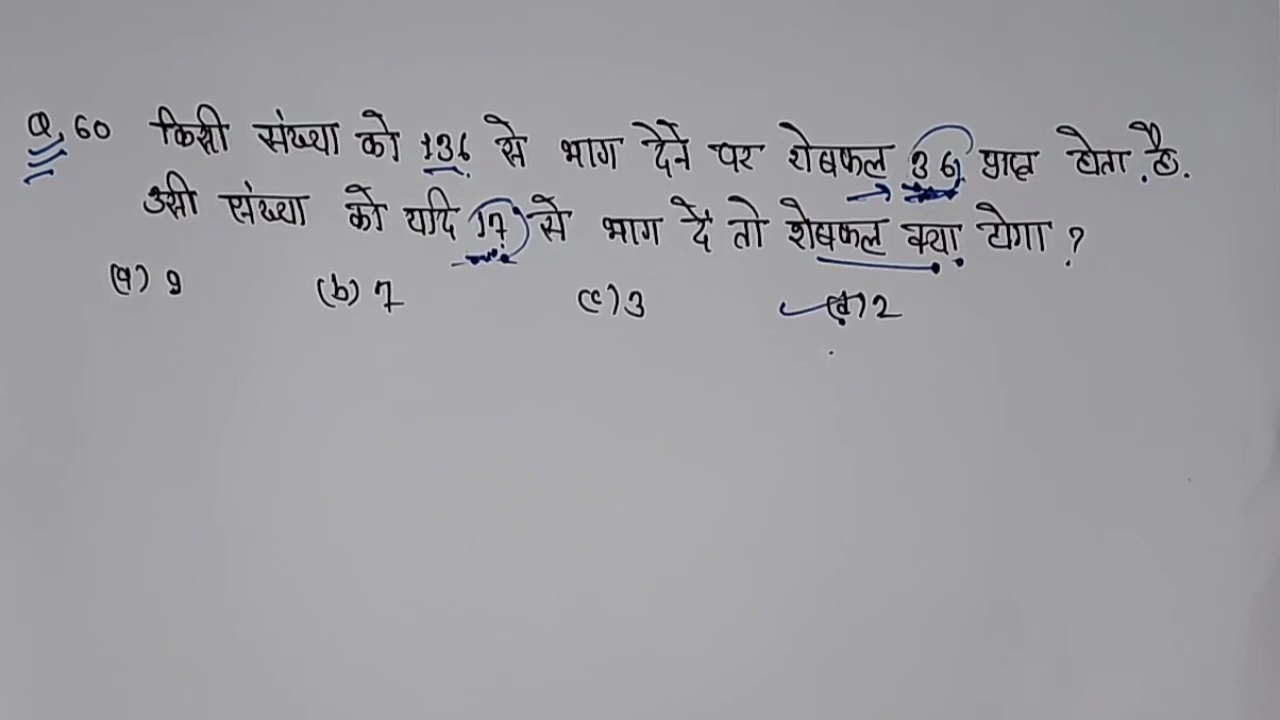 Q, 60 किसी संख्या को 136 से भाग देने पर शेषफल 36 प्राप्त होता है.
उसी संख्या को यदि 17 से भाग दें तो शेषफल क्या होगा ?
(a) 9 (b) 7 (c) 3 (d) 2